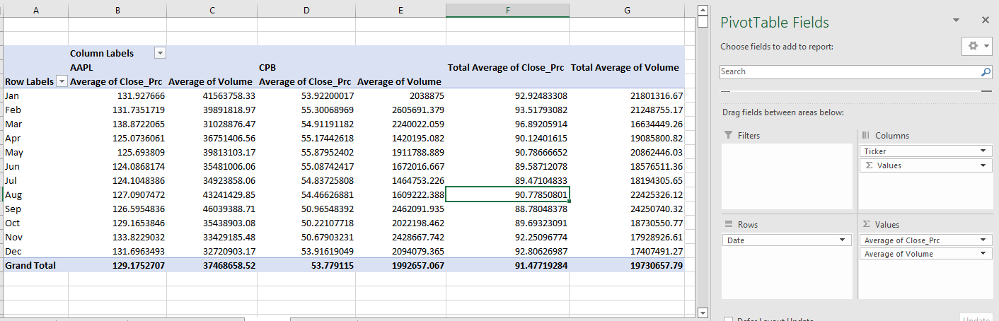 A B C D E F G
Column Labels
AAPL CPB Total Average of Close_Prc Total Average of Volume
Row Labels Average of Close_Prc Average of Volume Average of Close_Prc Average of Volume
Jan 131.927666 41563758.33 53.92200017 2038875 92.92483308 21801316.67
Feb 131.7351719 39891818.97 55.30068969 2605691.379 93.51793082 21248755.17
Mar 138.8722065 31028876.47 54.91191182 2240022.059 96.89205914 16634449.26
Apr 125.0736061 36751406.56 55.17442618 1420195.082 90.12401615 19085800.82
May 125.693809 39813103.17 55.87952402 1911788.889 90.78666652 20862446.03
Jun 124.0868174 35481006.06 55.08742417 1672016.667 89.58712078 18576511.36
Jul 124.1048386 34923858.06 54.83725808 1464753.226 89.47104833 18194305.65
Aug 127.0907472 43241429.85 54.46626881 1609222.388 90.77850801 22425326.12
Sep 126.5954836 46039388.71 50.96548392 2462091.935 88.78048378 24250740.32
Oct 129.1653846 35438903.08 50.22107718 2022198.462 89.69323091 18730550.77
Nov 133.8229032 33429185.48 50.67903231 2428667.742 92.25096774 17928926.61
Dec 131.6963493 32720903.17 53.91619049 2094079.365 92.80626987 17407491.27
Grand Total 129.1752707 37468658.52 53.779115 1992657.067 91.47719284 19730657.79
PivotTable Fields
Choose fields to add to report:
Search
Drag fields between areas below:
Filters
Columns
Ticker
Σ Values
Rows
Date
Σ Values
Average of Close_Prc
Average of Volume
Defer Layout Update
Update